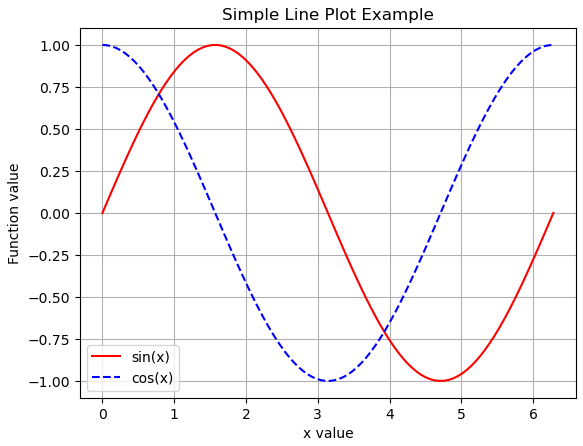 Simple Line Plot Example
1.00
0.75
0.50
0.25
0.00
−0.25
−0.50
−0.75
−1.00
Function value
sin(x)
cos(x)
0 1 2 3 4 5 6
x value